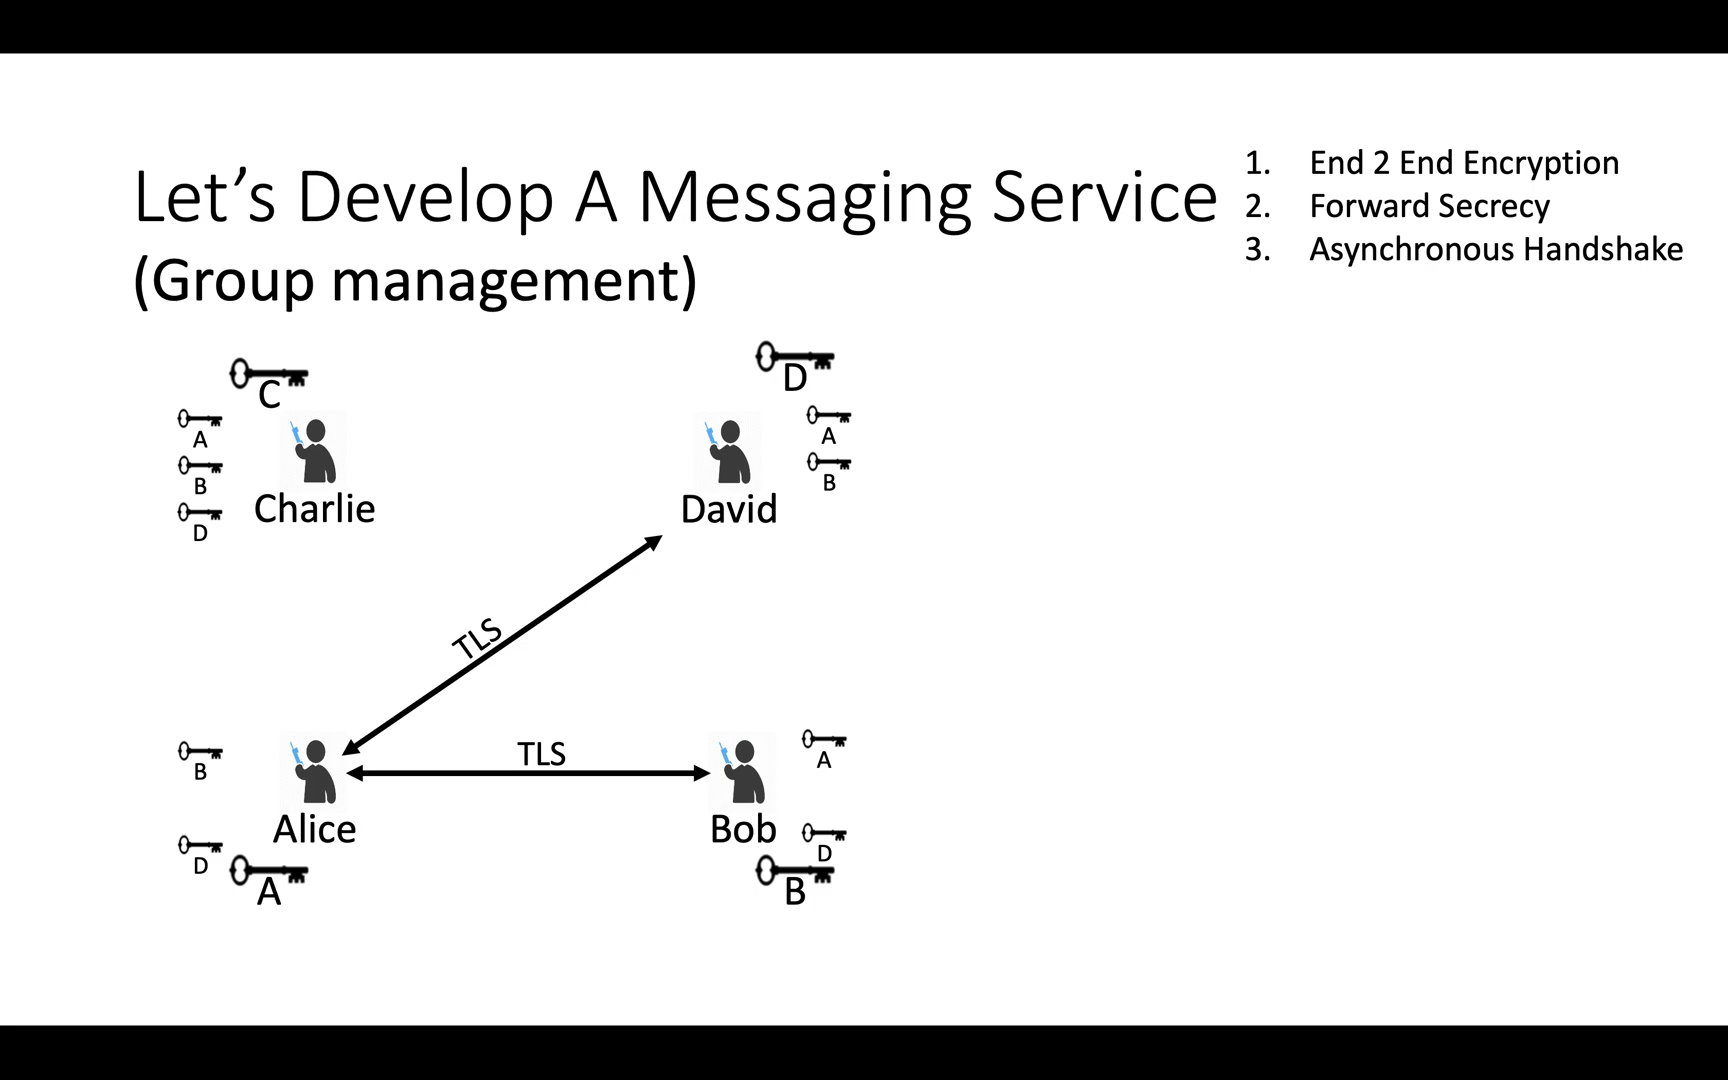 Let's Develop A Messaging Service
(Group management)
1. End 2 End Encryption
2. Forward Secrecy
3. Asynchronous Handshake
C
A
B
D
Charlie
D
A
B
David
TLS
TLS
B
Alice
D
A
A
Bob
D
B